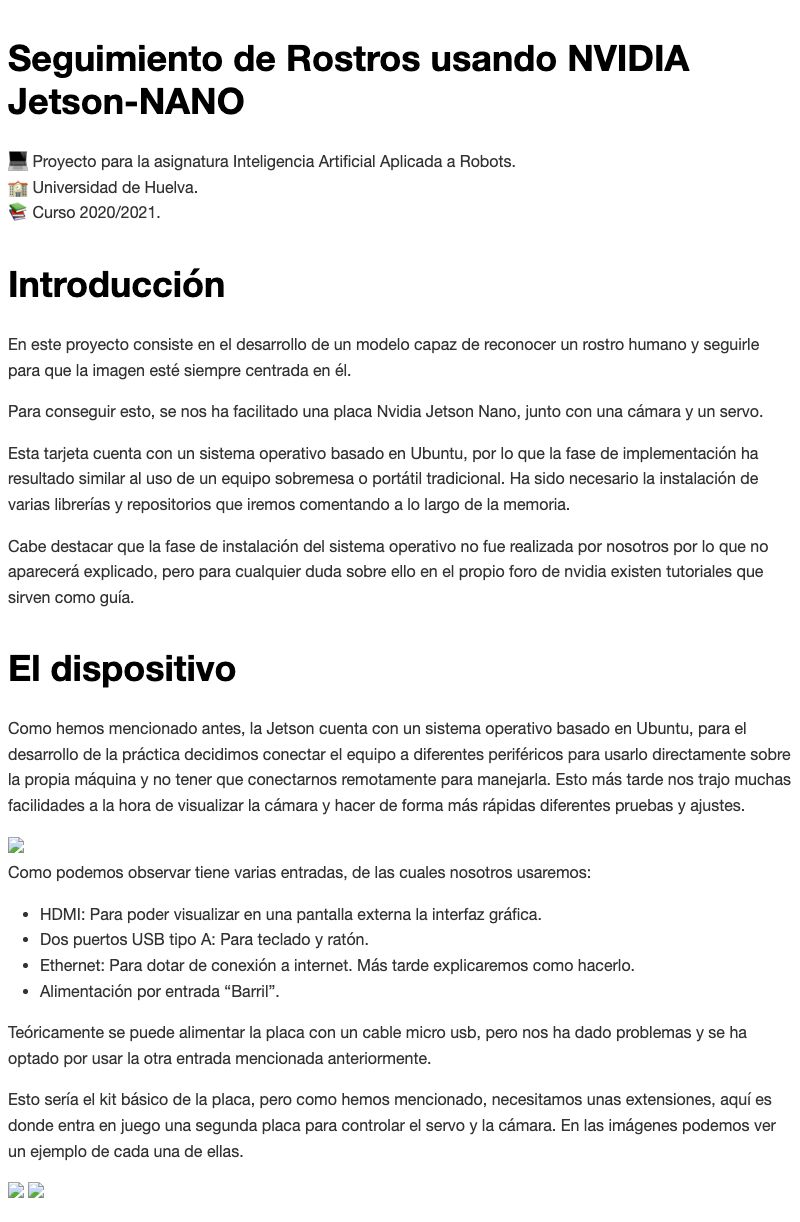 Seguimiento de Rostros usando NVIDIA
Jetson-NANO
Proyecto para la asignatura Inteligencia Artificial Aplicada a Robots.
Universidad de Huelva.
Curso 2020/2021.
Introducción
En este proyecto consiste en el desarrollo de un modelo capaz de reconocer un rostro humano y seguirle
para que la imagen esté siempre centrada en él.
Para conseguir esto, se nos ha facilitado una placa Nvidia Jetson Nano, junto con una cámara y un servo.
Esta tarjeta cuenta con un sistema operativo basado en Ubuntu, por lo que la fase de implementación ha
resultado similar al uso de un equipo sobremesa o portátil tradicional. Ha sido necesario la instalación de
varias librerías y repositorios que iremos comentando a lo largo de la memoria.
Cabe destacar que la fase de instalación del sistema operativo no fue realizada por nosotros por lo que no
aparecerá explicado, pero para cualquier duda sobre ello en el propio foro de nvidia existen tutoriales que
sirven como guía.
El dispositivo
Como hemos mencionado antes, la Jetson cuenta con un sistema operativo basado en Ubuntu, para el
desarrollo de la práctica decidimos conectar el equipo a diferentes periféricos para usarlo directamente sobre
la propia máquina y no tener que conectarnos remotamente para manejarla. Esto más tarde nos trajo muchas
facilidades a la hora de visualizar la cámara y hacer de forma más rápidas diferentes pruebas y ajustes.
Como podemos observar tiene varias entradas, de las cuales nosotros usaremos:
• HDMI: Para poder visualizar en una pantalla externa la interfaz gráfica.
• Dos puertos USB tipo A: Para teclado y ratón.
• Ethernet: Para dotar de conexión a internet. Más tarde explicaremos como hacerlo.
• Alimentación por entrada “Barril”.
Teóricamente se puede alimentar la placa con un cable micro usb, pero nos ha dado problemas y se ha
optado por usar la otra entrada mencionada anteriormente.
Esto sería el kit básico de la placa, pero como hemos mencionado, necesitamos unas extensiones, aquí es
donde entra en juego una segunda placa para controlar el servo y la cámara. En las imágenes podemos ver
un ejemplo de cada una de ellas.